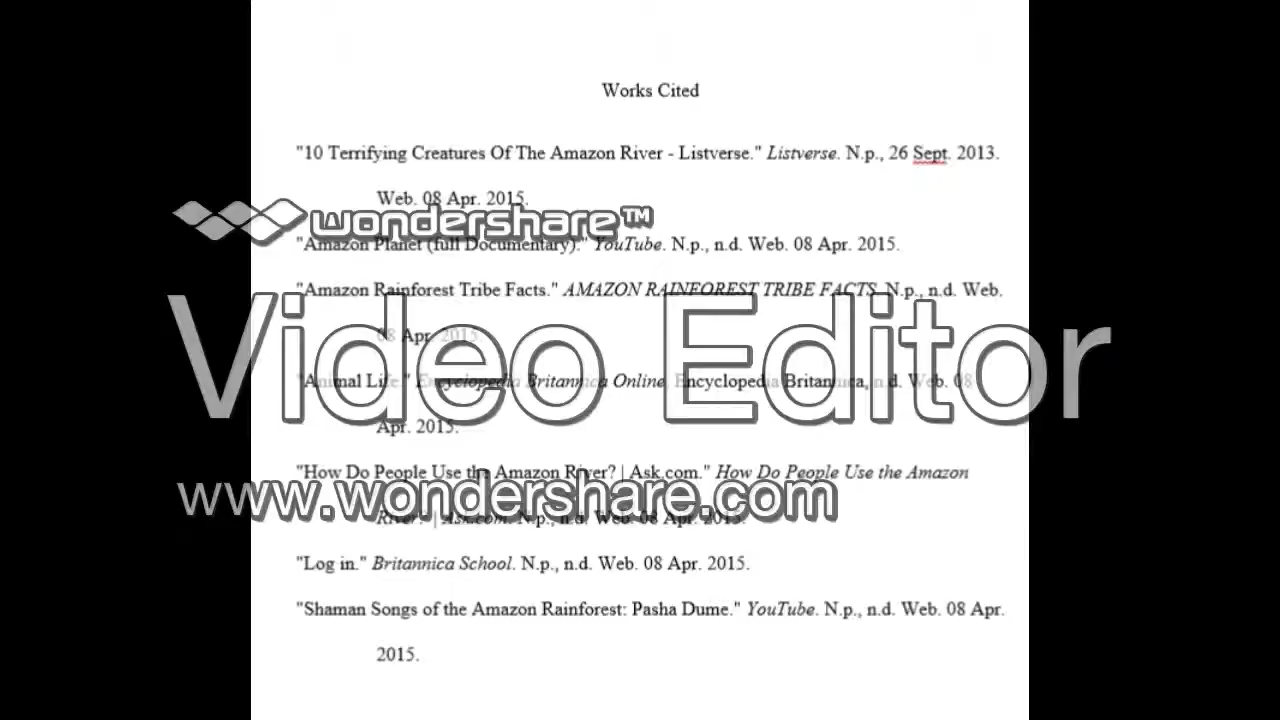 Works Cited
"10 Terrifying Creatures Of The Amazon River - Listverse." Listverse. N.p., 26 Sept. 2013.
Web. 08 Apr. 2015.
wondershare™
"Amazon Planet (full Documentary)." YouTube. N.p., n.d. Web. 08 Apr. 2015.
"Amazon Rainforest Tribe Facts." AMAZON RAINFOREST TRIBE FACTS. N.p., n.d. Web.
08 Apr. 2015.
Video Editor
"Animal Life." Encyclopedia Britannica Online. Encyclopedia Britannica, n.d. Web. 08
Apr. 2015.
"How Do People Use the Amazon River? | Ask.com." How Do People Use the Amazon
www.wondershare.com
River? | Ask.com. N.p., n.d. Web. 08 Apr. 2015.
"Log in." Britannica School. N.p., n.d. Web. 08 Apr. 2015.
"Shaman Songs of the Amazon Rainforest: Pasha Dume." YouTube. N.p., n.d. Web. 08 Apr.
2015.